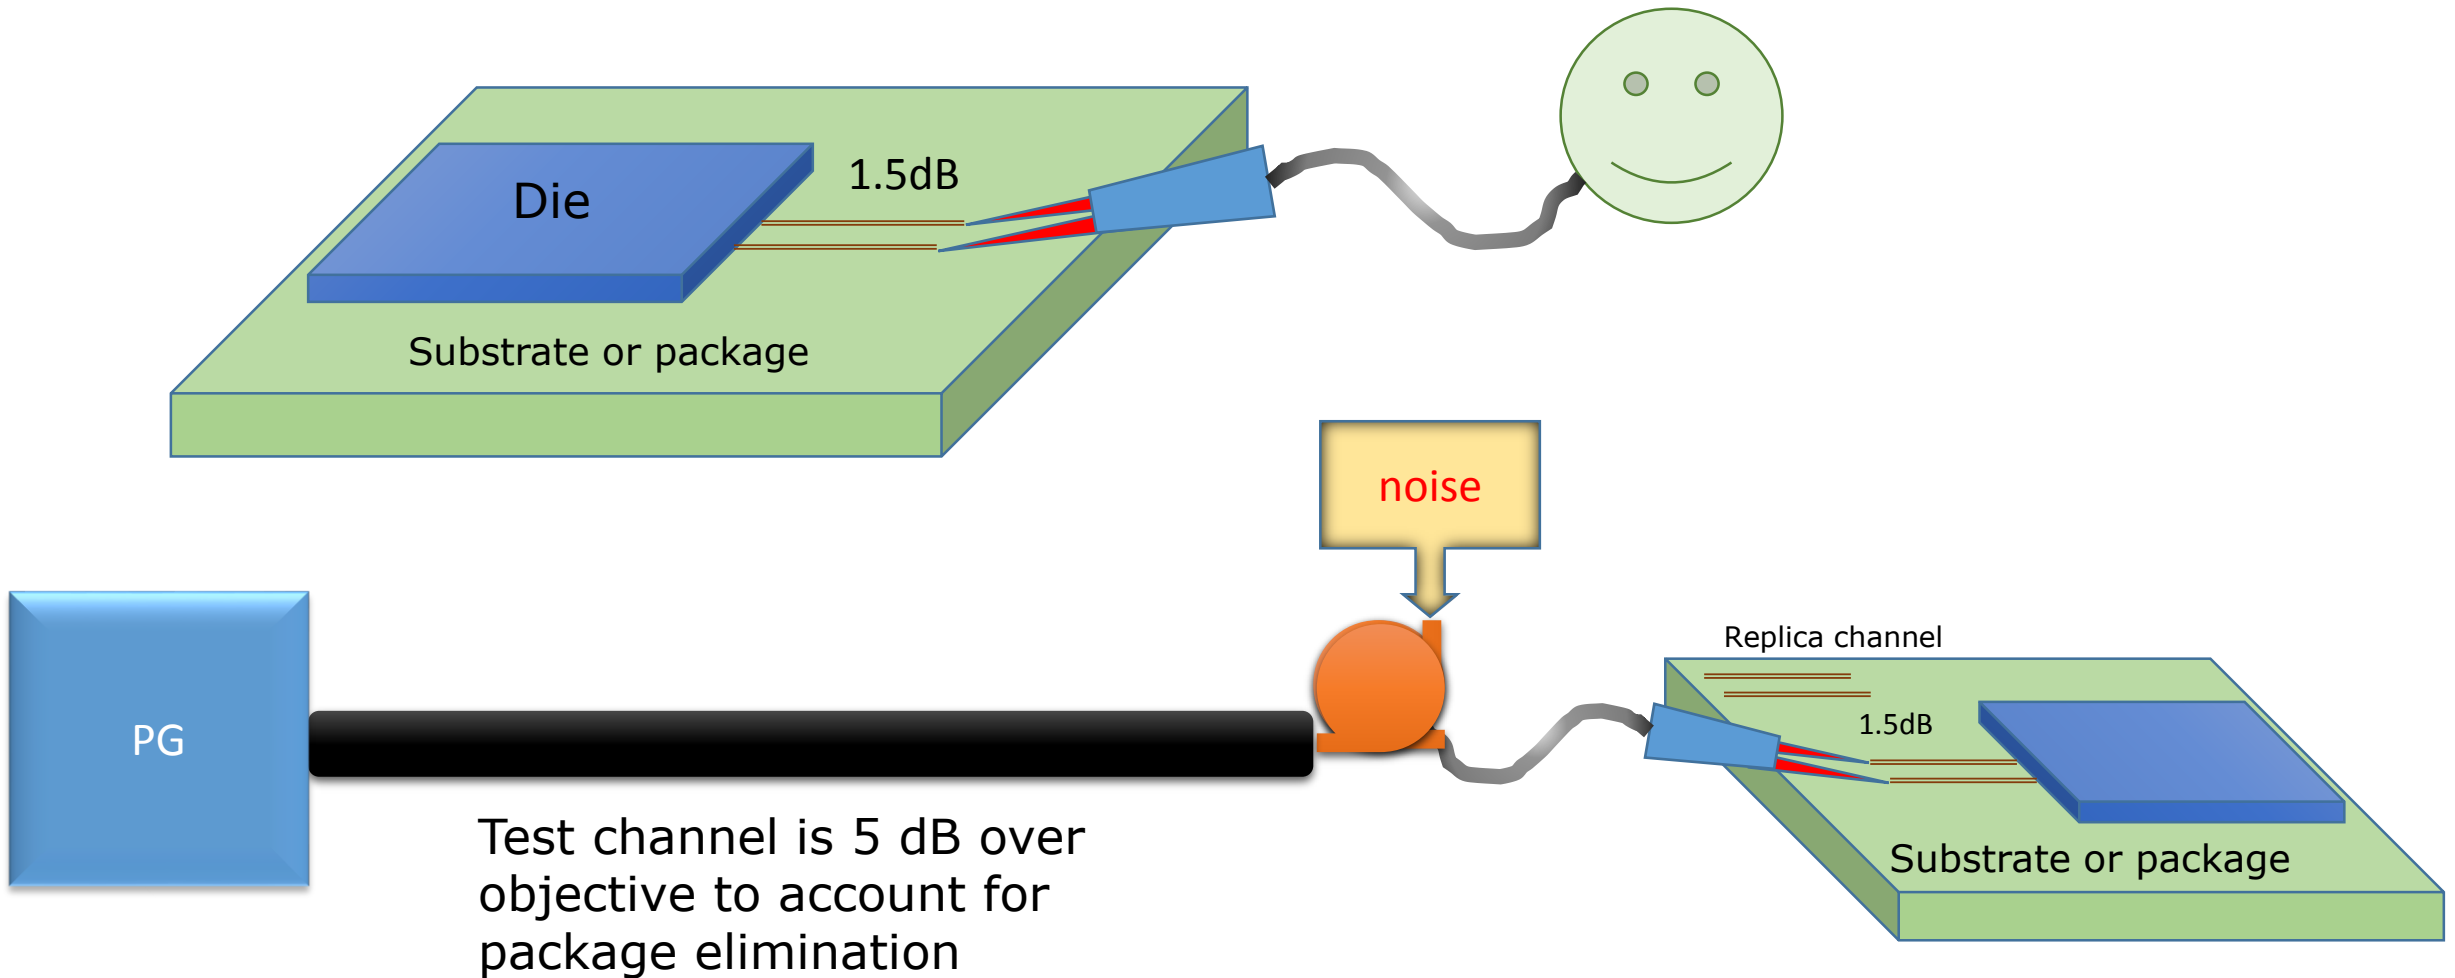 1.5dB
Die
Substrate or package
noise
Replica channel
PG
1.5dB
Test channel is 5 dB over
objective to account for
package elimination
Substrate or package